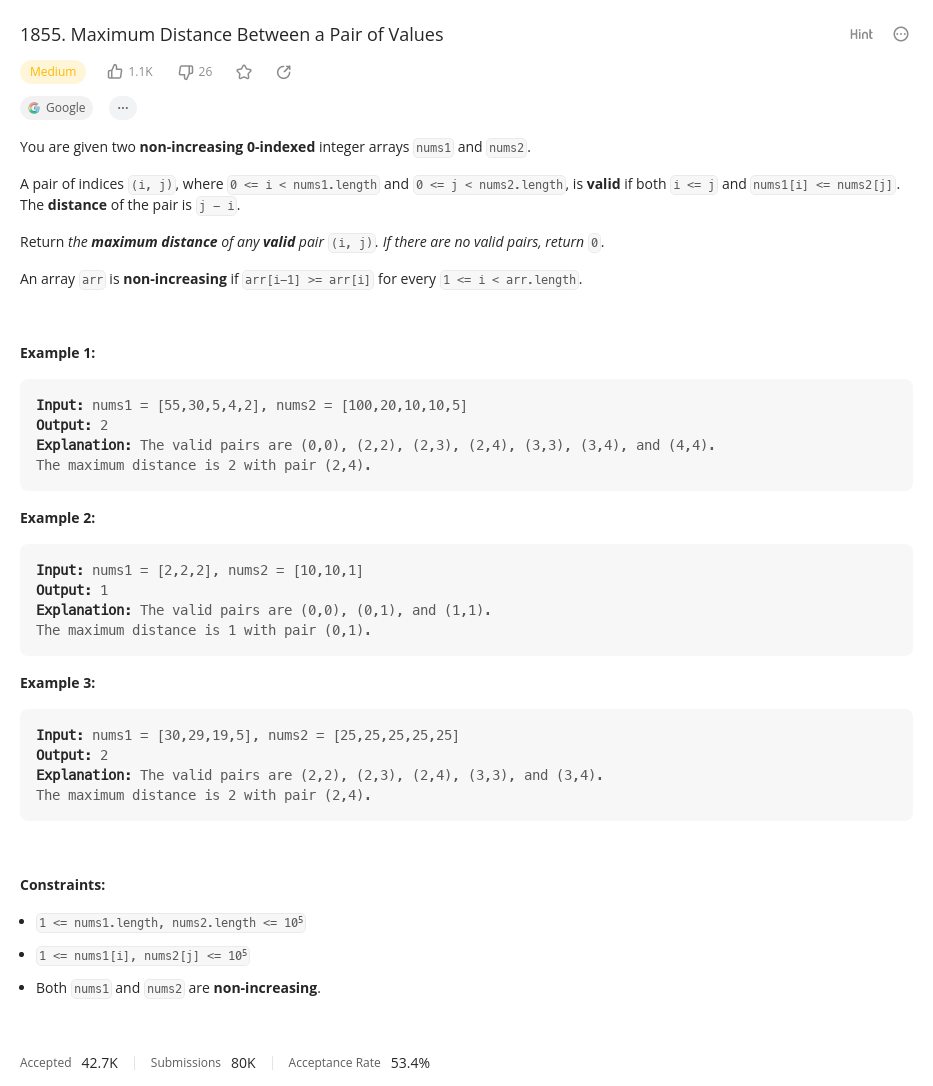 1855. Maximum Distance Between a Pair of Values
Hint
Medium
1.1K
26
Google
You are given two non-increasing 0-indexed integer arrays nums1 and nums2.
A pair of indices (i, j), where 0 <= i < nums1.length and 0 <= j < nums2.length, is valid if both i <= j and nums1[i] <= nums2[j].
The distance of the pair is j - i.
Return the maximum distance of any valid pair (i, j). If there are no valid pairs, return 0.
An array arr is non-increasing if arr[i-1] >= arr[i] for every 1 <= i < arr.length.
Example 1:
Input: nums1 = [55,30,5,4,2], nums2 = [100,20,10,10,5]
Output: 2
Explanation: The valid pairs are (0,0), (2,2), (2,3), (2,4), (3,3), (3,4), and (4,4).
The maximum distance is 2 with pair (2,4).
Example 2:
Input: nums1 = [2,2,2], nums2 = [10,10,1]
Output: 1
Explanation: The valid pairs are (0,0), (0,1), and (1,1).
The maximum distance is 1 with pair (0,1).
Example 3:
Input: nums1 = [30,29,19,5], nums2 = [25,25,25,25,25]
Output: 2
Explanation: The valid pairs are (2,2), (2,3), (2,4), (3,3), and (3,4).
The maximum distance is 2 with pair (2,4).
Constraints:
• 1 <= nums1.length, nums2.length <= 10⁵
• 1 <= nums1[i], nums2[j] <= 10⁵
• Both nums1 and nums2 are non-increasing.
Accepted 42.7K Submissions 80K Acceptance Rate 53.4%